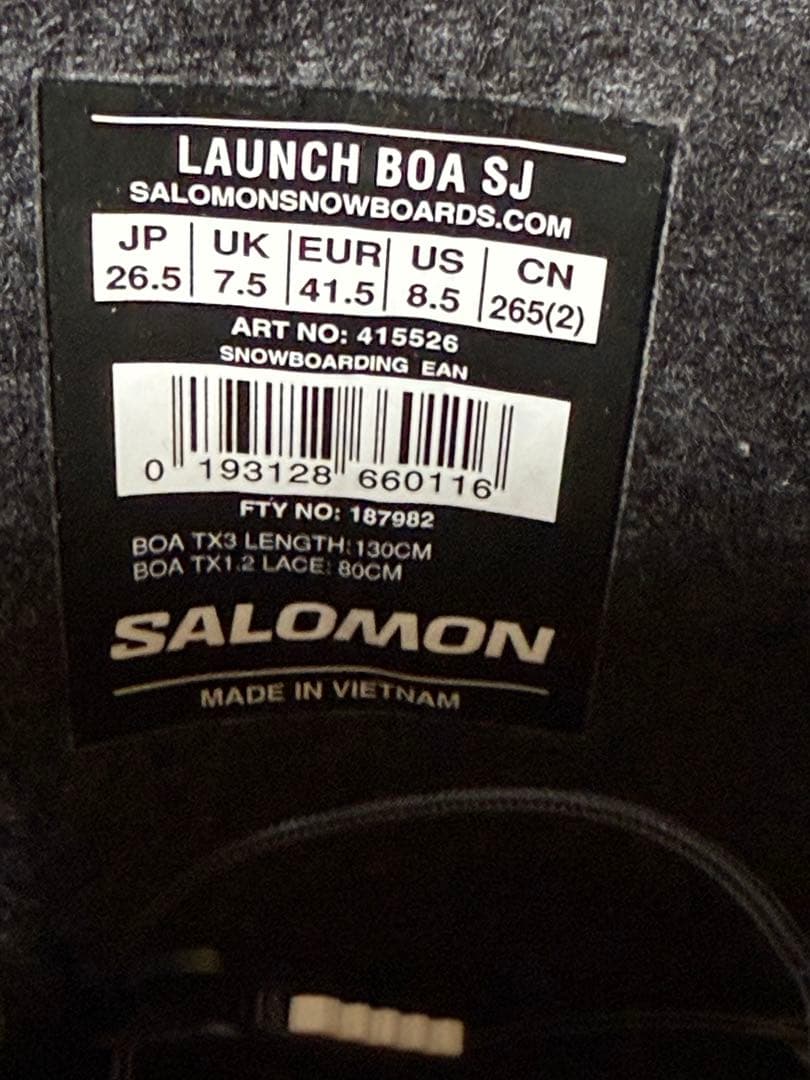 LAUNCH BOA SJ
SALOMONSNOWBOARDS.COM
JP UK EUR US CN
26.5 7.5 41.5 8.5 265(2)
ART NO: 415526
SNOWBOARDING EAN
0 193128 660116
FTY NO: 187982
BOA TX3 LENGTH: 130CM
BOA TX1.2 LACE: 80CM
SALOMON
MADE IN VIETNAM